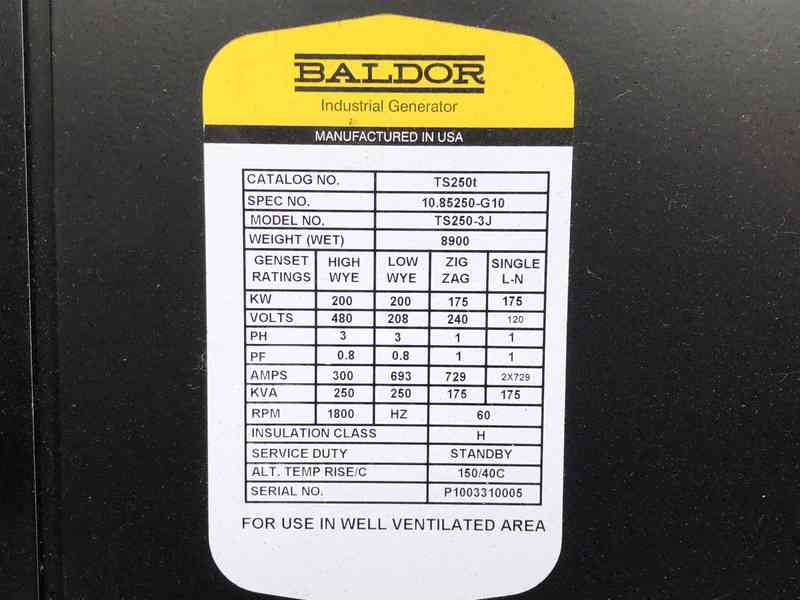 BALDOR
Industrial Generator
MANUFACTURED IN USA
CATALOG NO. TS250t
SPEC NO. 10.85250-G10
MODEL NO. TS250-3J
WEIGHT (WET) 8900
GENSET RATINGS HIGH WYE LOW WYE ZIG ZAG SINGLE L-N
KW 200 200 175 175
VOLTS 480 208 240 120
PH 3 3 1 1
PF 0.8 0.8 1 1
AMPS 300 693 729 2X729
KVA 250 250 175 175
RPM 1800 HZ 60
INSULATION CLASS H
SERVICE DUTY STANDBY
ALT. TEMP RISE/C 150/40C
SERIAL NO. P1003310005
FOR USE IN WELL VENTILATED AREA